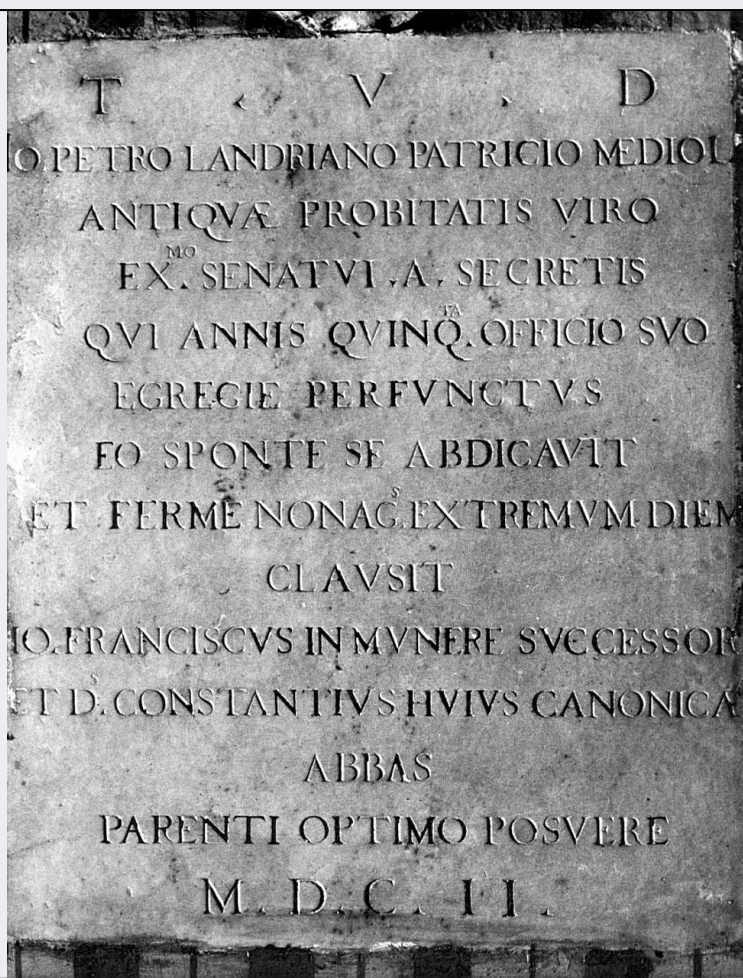 T . V . D
IO. PETRO LANDRIANO PATRICIO MEDIOL
ANTIQVÆ PROBITATIS VIRO
EX.MO SENATVI . A . SECRETIS
QVI ANNIS QVINQ.TA OFFICIO SVO
EGREGIE PERFVNCTVS
EO SPONTE SE ABDICAVIT
ET FERME NONAG.S EXTREMVM DIEM
CLAVSIT
IO. FRANCISCVS IN MVNERE SVCCESSOR
ET D.S CONSTANTIVS HVIVS CANONICÆ
ABBAS
PARENTI OPTIMO POSVERE
M . D . C . II .